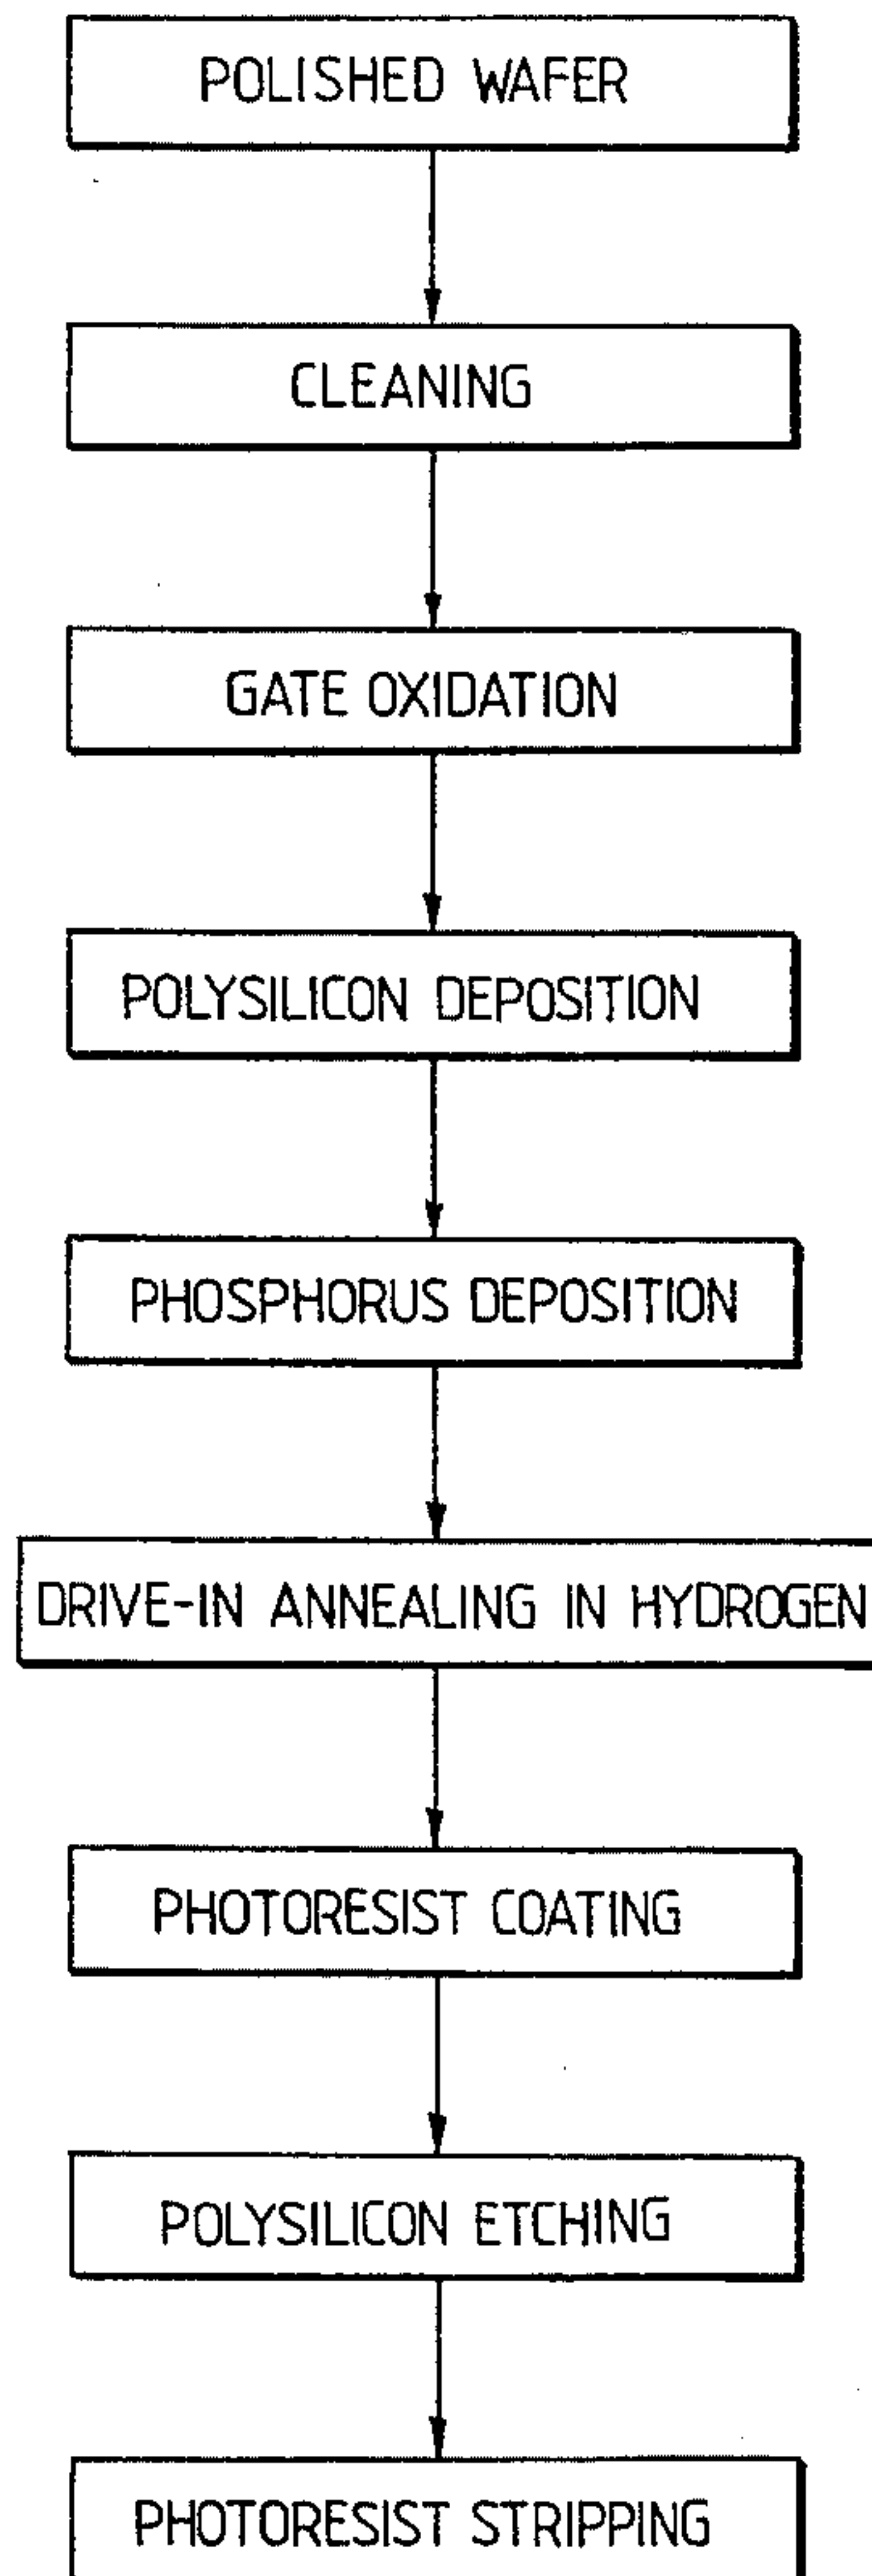 POLISHED WAFER
CLEANING
GATE OXIDATION
POLYSILICON DEPOSITION
PHOSPHORUS DEPOSITION
DRIVE-IN ANNEALING IN HYDROGEN
PHOTORESIST COATING
POLYSILICON ETCHING
PHOTORESIST STRIPPING